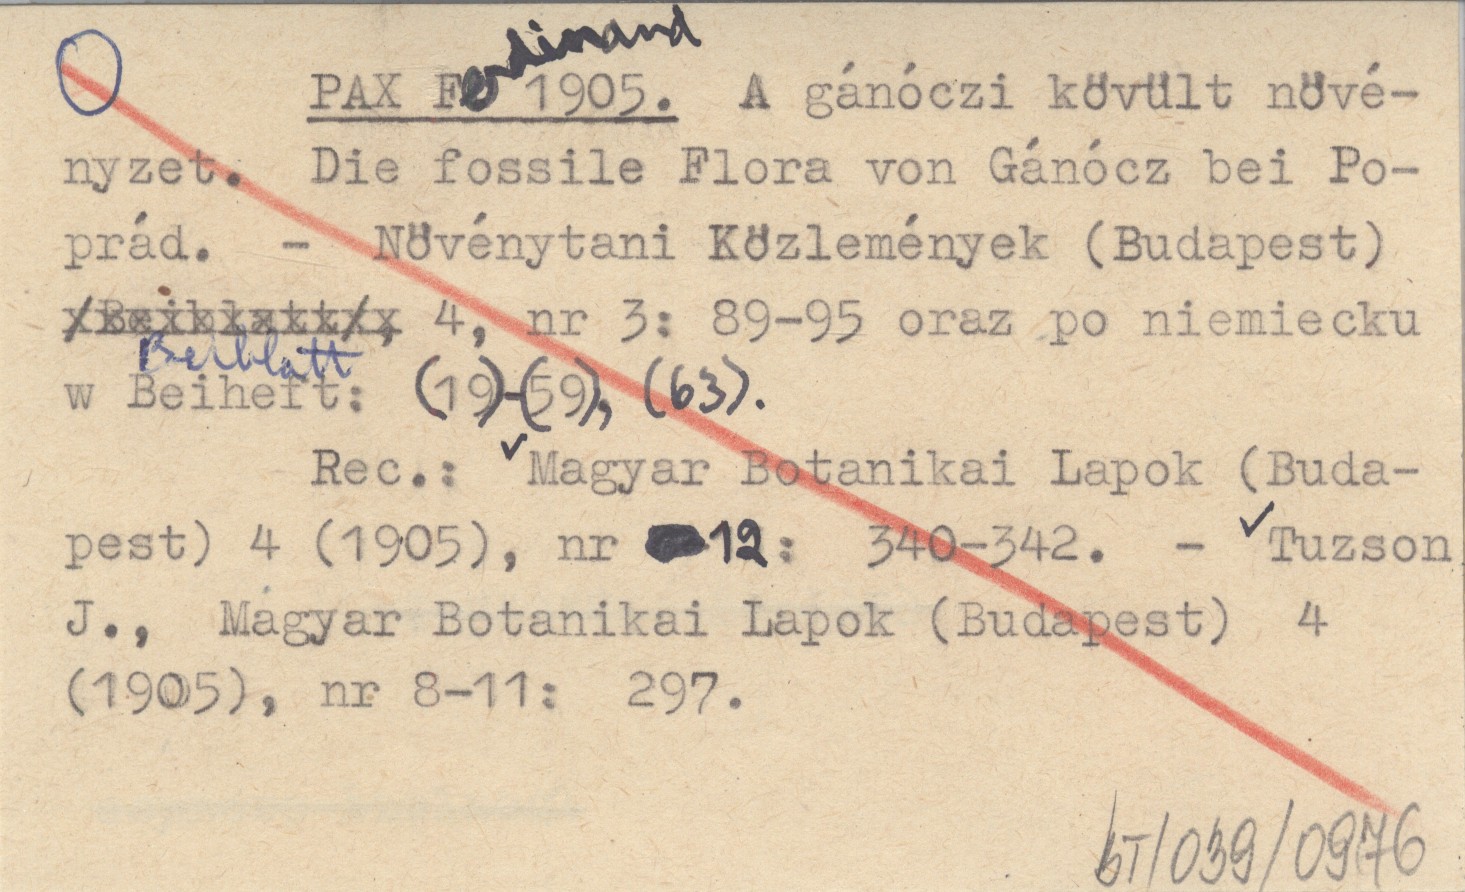 PAX Ferdinand 1905. A gánóczi kövült növé-
nyzet. Die fossile Flora von Gánócz bei Po-
prád. - Növénytani Közlemények (Budapest)
/Beiblatt/, 4, nr 3: 89-95 oraz po niemiecku
Beiblatt
w Beiheft: (19)-(59), (63).
Rec.: ✓Magyar Botanikai Lapok (Buda-
pest) 4 (1905), nr 12: 340-342. - ✓Tuzson
J., Magyar Botanikai Lapok (Budapest) 4
(1905), nr 8-11: 297.
bT/039/0976